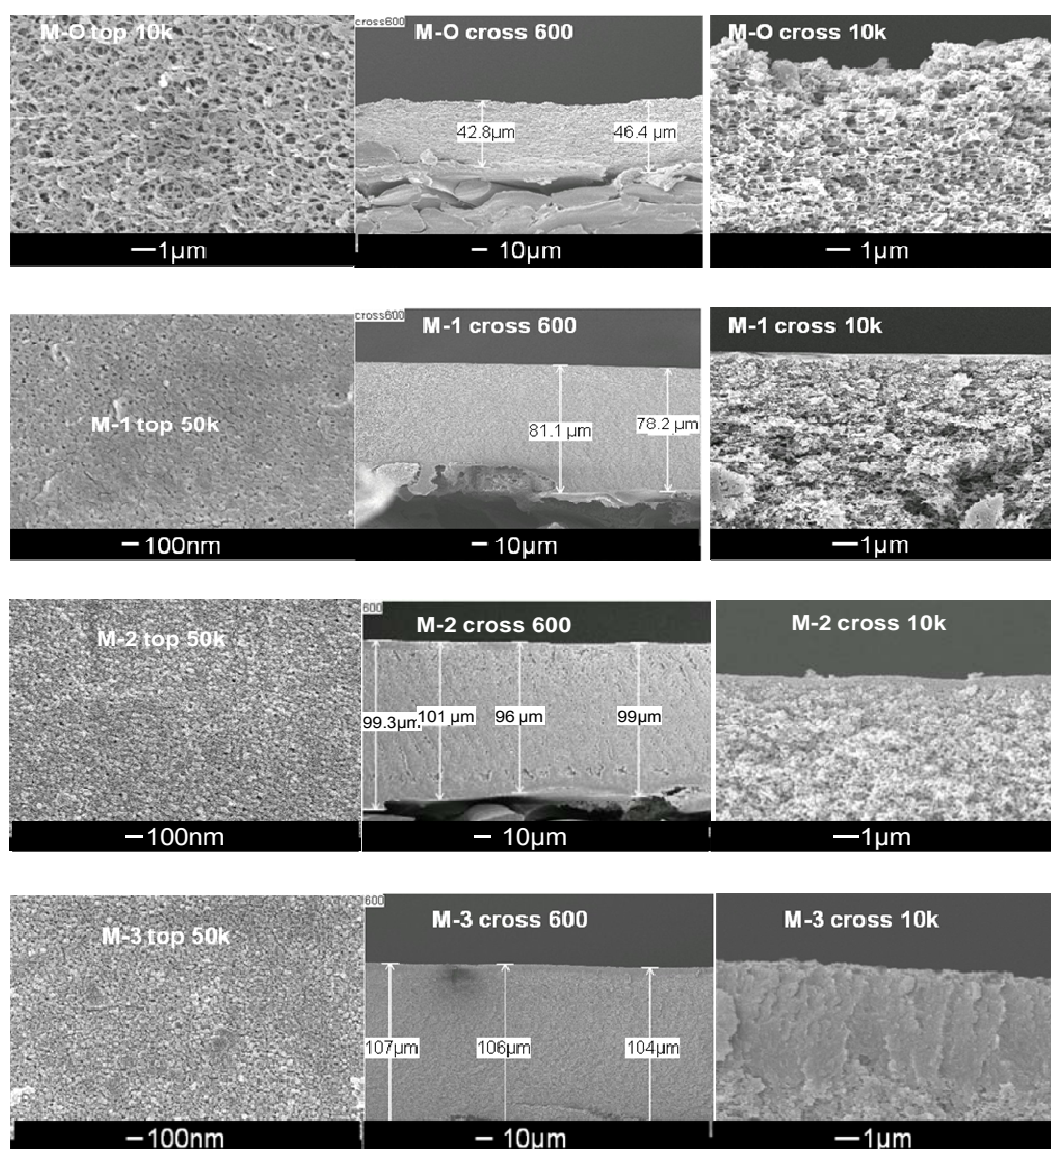 M-O top 10k
cross600
M-O cross 600
M-O cross 10k
42.8µm
46.4 µm
1µm
10µm
1µm
cross600
M-1 cross 600
M-1 cross 10k
M-1 top 50k
81.1 µm
78.2 µm
100nm
10µm
1µm
600
M-2 top 50k
M-2 cross 600
M-2 cross 10k
99.3µm
101 µm
96 µm
99µm
100nm
10µm
1µm
600
M-3 top 50k
M-3 cross 600
M-3 cross 10k
107µm
106µm
104µm
100nm
10µm
1µm